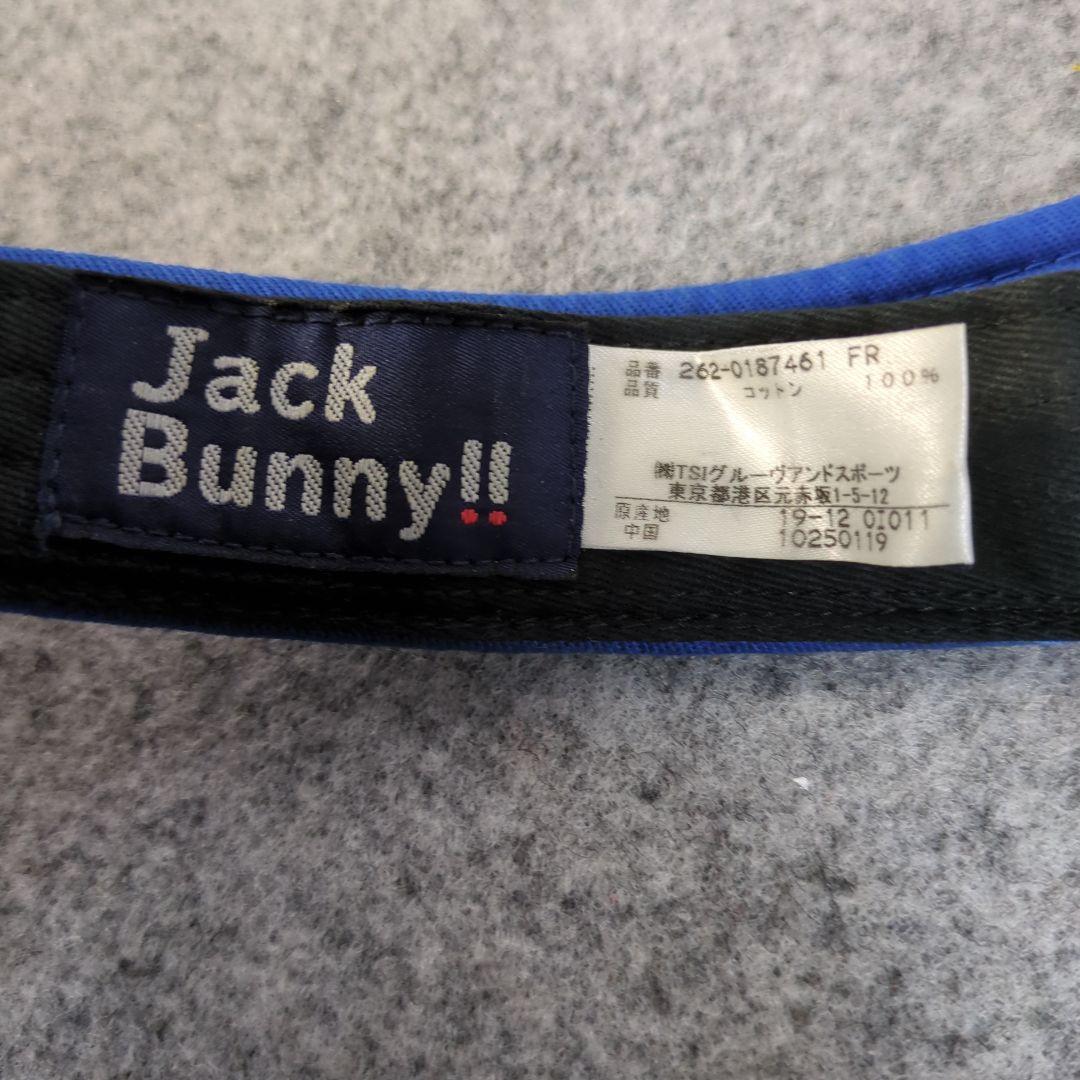 Jack
Bunny!!
品番 262-0187461 FR
品質 コットン 100%
㈱TSIグルーヴアンドスポーツ
東京都港区元赤坂1-5-12
原産地 19-12 0I011
中国 10250119